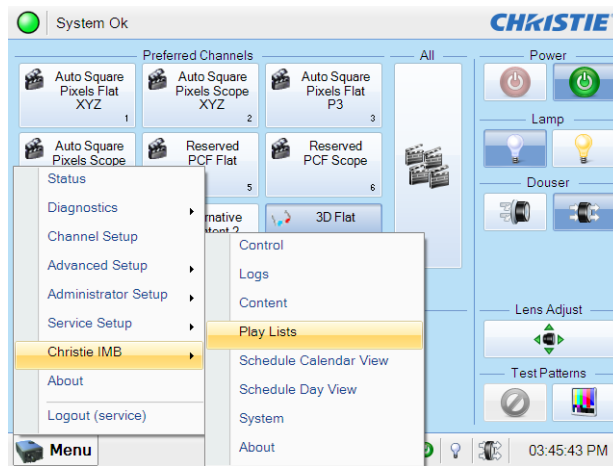 System Ok
CHRISTIE
Preferred Channels
All
Power
Auto Square
Pixels Flat
XYZ
1
Auto Square
Pixels Scope
XYZ
2
Auto Square
Pixels Flat
P3
3
Lamp
Auto Square
Pixels Scope
Reserved
PCF Flat
5
Reserved
PCF Scope
6
Douser
3D Flat
Status
Diagnostics
Channel Setup
Advanced Setup
Administrator Setup
Service Setup
Christie IMB
About
Logout (service)
Control
Logs
Content
Play Lists
Schedule Calendar View
Schedule Day View
System
About
Lens Adjust
Test Patterns
Menu
03:45:43 PM